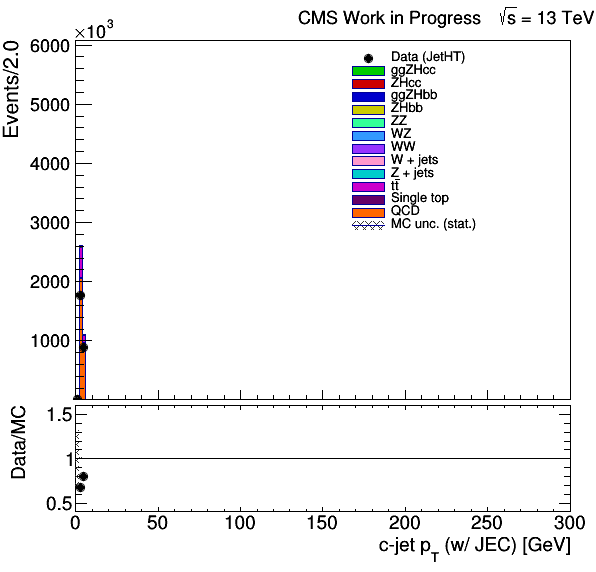 CMS Work in Progress √s = 13 TeV
×10³
Events/2.0
6000
5000
4000
3000
2000
1000
Data (JetHT)
ggZHcc
ZHcc
ggZHbb
ZHbb
ZZ
WZ
WW
W + jets
Z + jets
tt̄
Single top
QCD
MC unc. (stat.)
Data/MC
1.5
1
0.5
0 50 100 150 200 250 300
c-jet p_T (w/ JEC) [GeV]